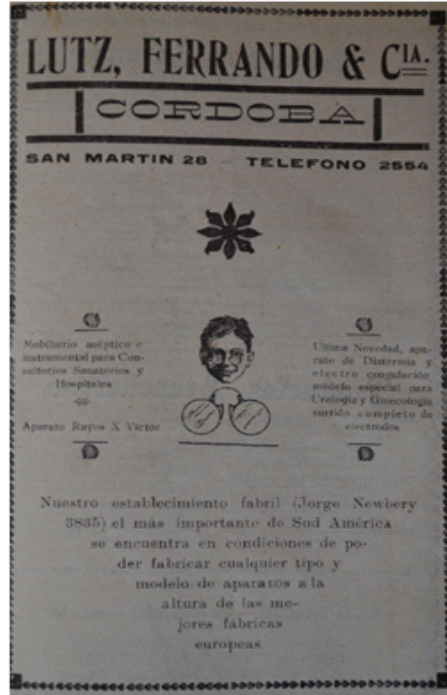 LUTZ, FERRANDO & CIA.
CORDOBA
SAN MARTIN 28 - TELEFONO 2554
Mobiliario aséptico e
instrumental para Con-
sultorios Sanatorios y
Hospitales
Aparato Rayos X Victor
Ultima Novedad, apa-
rato de Diatermia y
electro coagulación
modelo especial para
Urología y Ginecología
surtido completo de
electrodos
Nuestro establecimiento fabril (Jorge Newbery
3835) el más importante de Sud América
se encuentra en condiciones de po-
der fabricar cualquier tipo y
modelo de aparatos a la
altura de las me-
jores fábricas
europeas